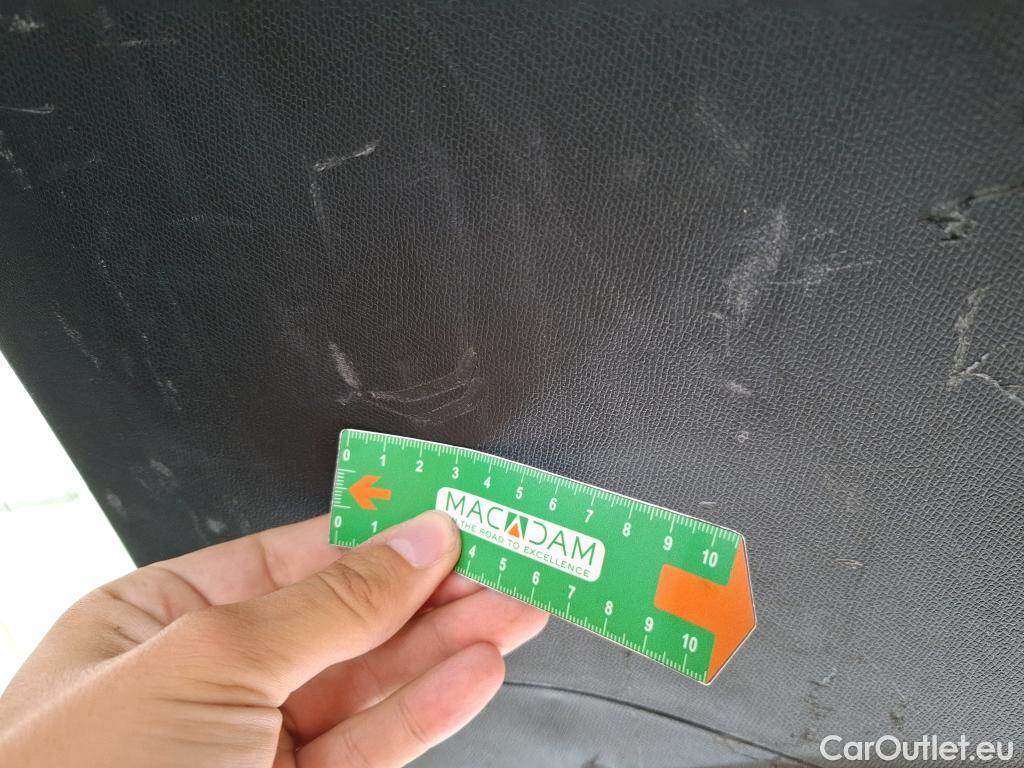 0 1 2 3 4 5 6 7 8 9 10
MACADAM
THE ROAD TO EXCELLENCE
0 1 4 5 6 7 8 9 10
CarOutlet.eu